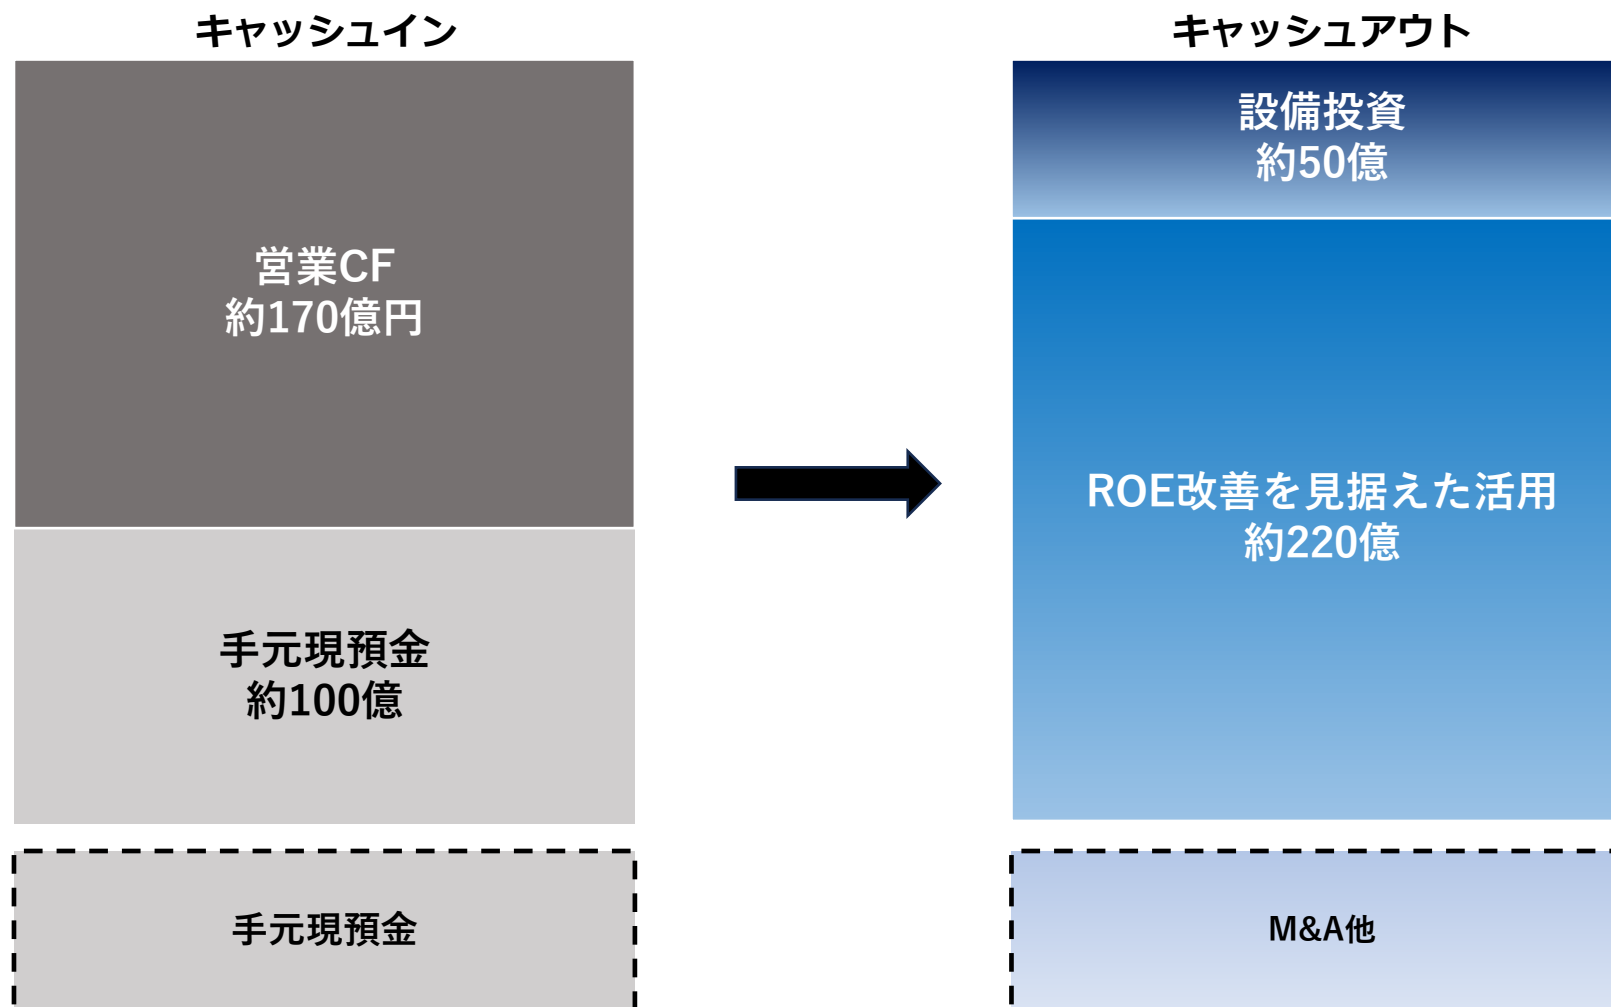 キャッシュイン
営業CF
約170億円
手元現預金
約100億
手元現預金
キャッシュアウト
設備投資
約50億
ROE改善を見据えた活用
約220億
M&A他